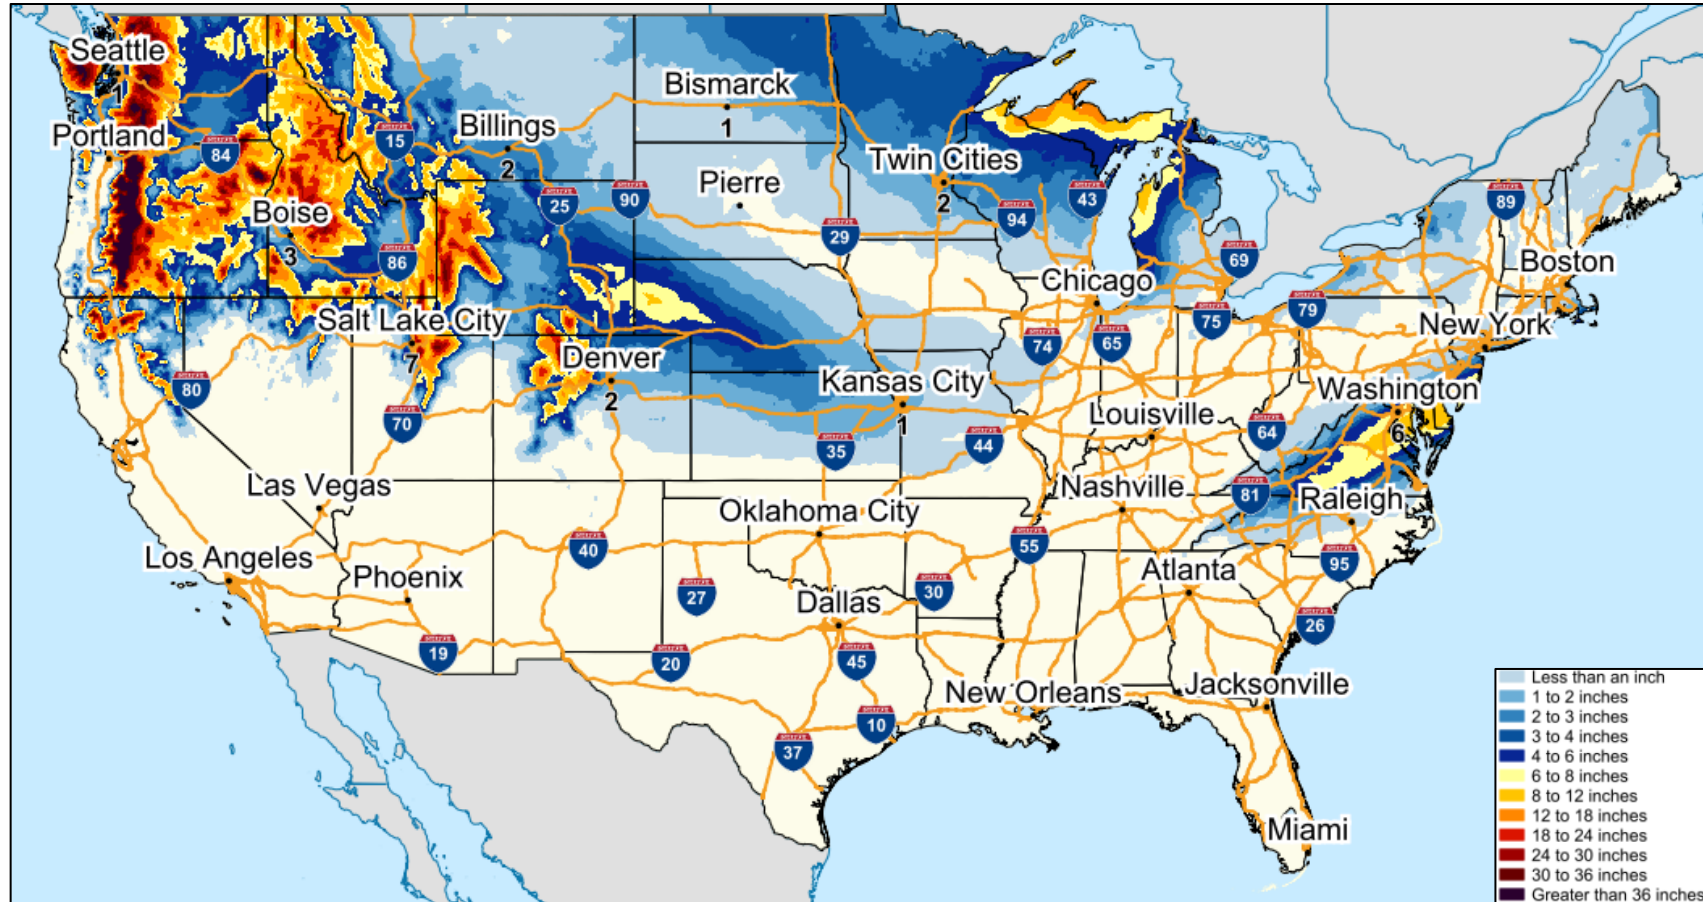 Seattle
1
Portland
Bismarck
1
Billings
2
Twin Cities
2
Pierre
Boise
3
84
15
25
90
29
94
43
86
69
89
Boston
Chicago
Salt Lake City
7
Denver
2
Kansas City
1
74
65
75
79
New York
Washington
6
80
70
35
44
Louisville
64
81
Raleigh
Nashville
Las Vegas
Oklahoma City
Los Angeles
Phoenix
40
55
95
Atlanta
27
30
Dallas
26
19
20
45
New Orleans
Jacksonville
10
37
Miami
Less than an inch
1 to 2 inches
2 to 3 inches
3 to 4 inches
4 to 6 inches
6 to 8 inches
8 to 12 inches
12 to 18 inches
18 to 24 inches
24 to 30 inches
30 to 36 inches
Greater than 36 inches